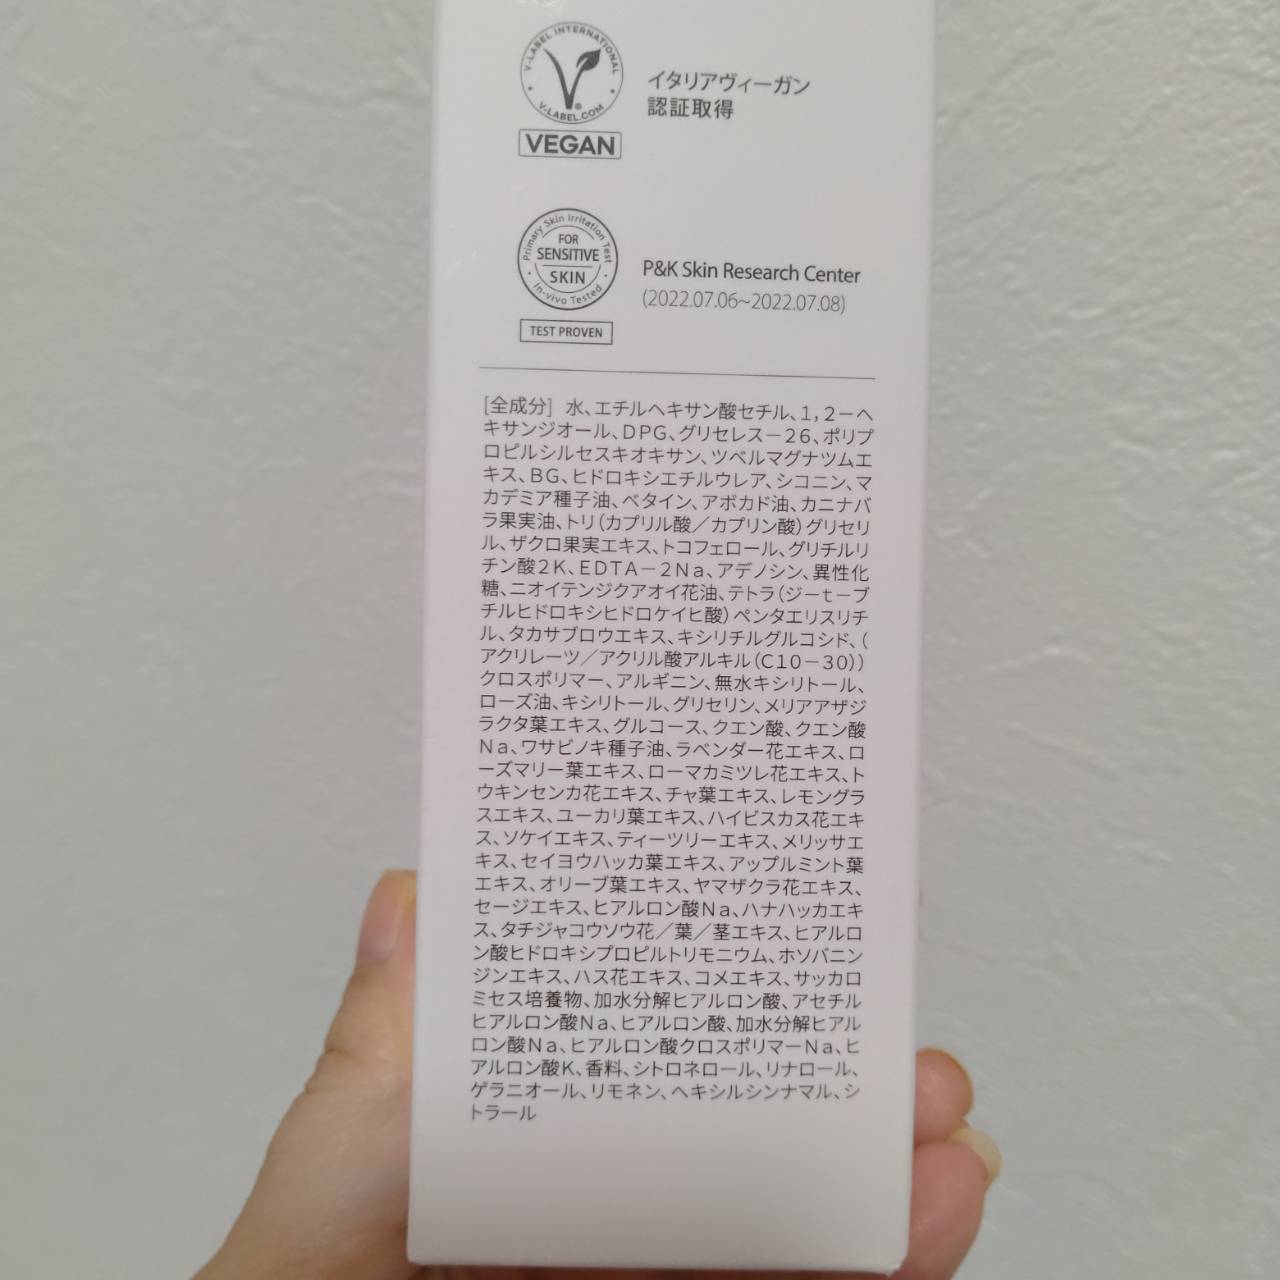 V-LABEL INTERNATIONAL
V-LABEL.COM
VEGAN
イタリアヴィーガン
認証取得
Primary Skin Irritation Test
FOR
SENSITIVE
SKIN
In-vivo Tested
TEST PROVEN
P&K Skin Research Center
(2022.07.06~2022.07.08)
[全成分] 水、エチルヘキサン酸セチル、1,2－ヘ
キサンジオール、DPG、グリセレス－26、ポリプ
ロピルシルセスキオキサン、ツベルマグナツムエ
キス、BG、ヒドロキシエチルウレア、シコニン、マ
カデミア種子油、ベタイン、アボカド油、カニナバ
ラ果実油、トリ(カプリル酸／カプリン酸)グリセリ
ル、ザクロ果実エキス、トコフェロール、グリチルリ
チン酸2K、EDTA－2Na、アデノシン、異性化
糖、ニオイテンジクアオイ花油、テトラ(ジ－t－ブ
チルヒドロキシヒドロケイヒ酸)ペンタエリスリチ
ル、タカサブロウエキス、キシリチルグルコシド、(
アクリレーツ／アクリル酸アルキル(C10－30))
クロスポリマー、アルギニン、無水キシリトール、
ローズ油、キシリトール、グリセリン、メリアアザジ
ラクタ葉エキス、グルコース、クエン酸、クエン酸
Na、ワサビノキ種子油、ラベンダー花エキス、ロ
ーズマリー葉エキス、ローマカミツレ花エキス、ト
ウキンセンカ花エキス、チャ葉エキス、レモングラ
スエキス、ユーカリ葉エキス、ハイビスカス花エキ
ス、ソケイエキス、ティーツリーエキス、メリッサエ
キス、セイヨウハッカ葉エキス、アップルミント葉
エキス、オリーブ葉エキス、ヤマザクラ花エキス、
セージエキス、ヒアルロン酸Na、ハナハッカエキ
ス、タチジャコウソウ花／葉／茎エキス、ヒアルロ
ン酸ヒドロキシプロピルトリモニウム、ホソバニン
ジンエキス、ハス花エキス、コメエキス、サッカロ
ミセス培養物、加水分解ヒアルロン酸、アセチル
ヒアルロン酸Na、ヒアルロン酸、加水分解ヒアル
ロン酸Na、ヒアルロン酸クロスポリマーNa、ヒ
アルロン酸K、香料、シトロネロール、リナロール、
ゲラニオール、リモネン、ヘキシルシンナマル、シ
トラール